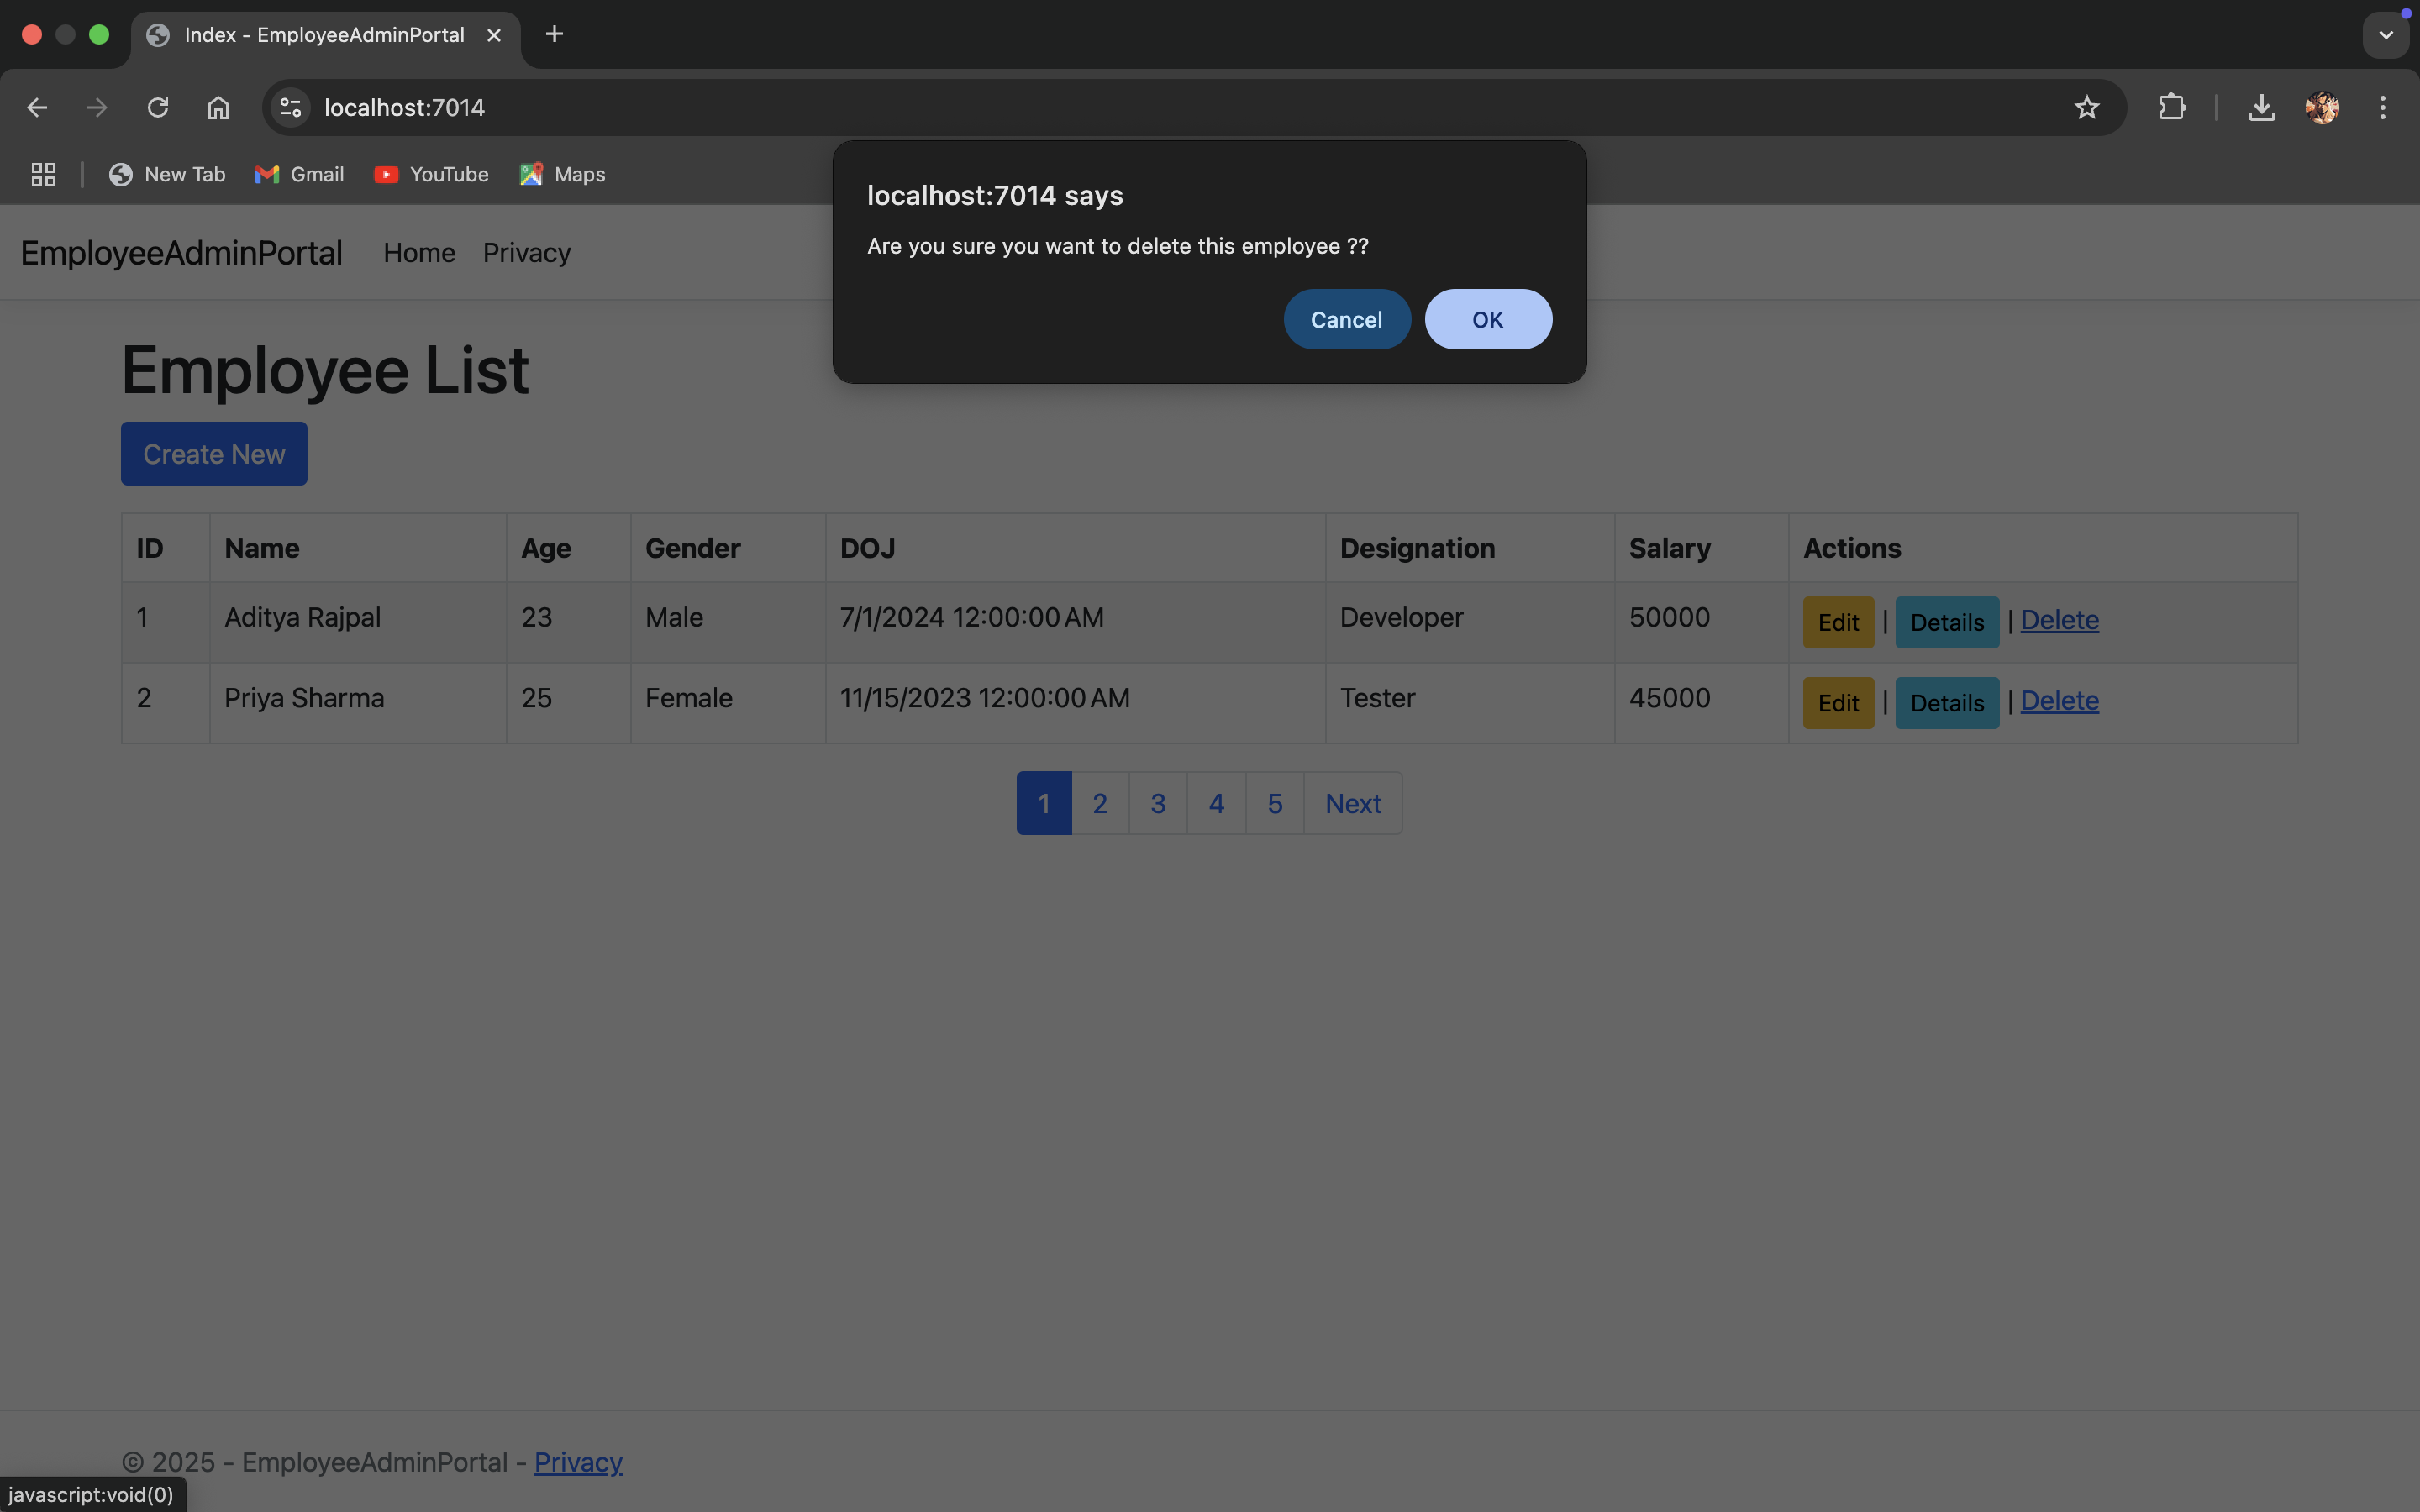 Index - EmployeeAdminPortal
localhost:7014
New Tab Gmail YouTube Maps
localhost:7014 says
Are you sure you want to delete this employee ??
Cancel OK
EmployeeAdminPortal Home Privacy
Employee List
Create New
ID Name Age Gender DOJ Designation Salary Actions
1 Aditya Rajpal 23 Male 7/1/2024 12:00:00 AM Developer 50000 Edit | Details | Delete
2 Priya Sharma 25 Female 11/15/2023 12:00:00 AM Tester 45000 Edit | Details | Delete
1 2 3 4 5 Next
© 2025 - EmployeeAdminPortal - Privacy
javascript:void(0)